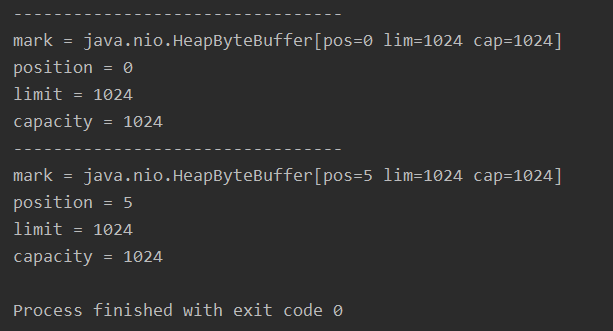 ---------------------------------
mark = java.nio.HeapByteBuffer[pos=0 lim=1024 cap=1024]
position = 0
limit = 1024
capacity = 1024
---------------------------------
mark = java.nio.HeapByteBuffer[pos=5 lim=1024 cap=1024]
position = 5
limit = 1024
capacity = 1024

Process finished with exit code 0